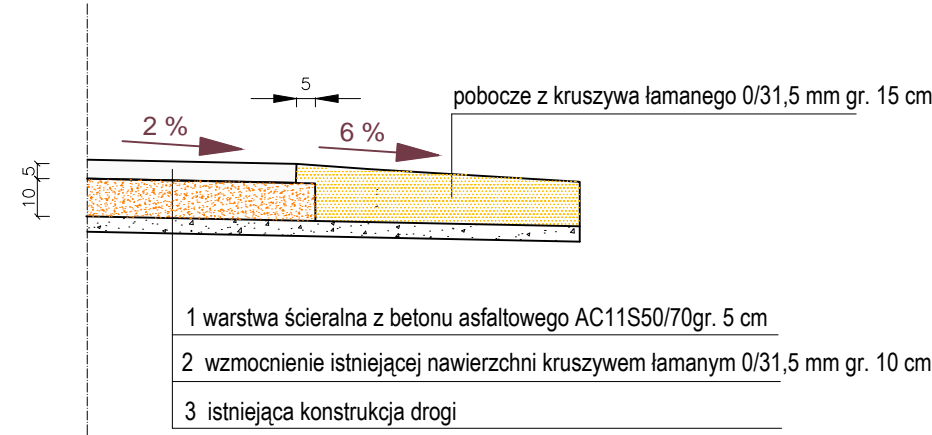 5
pobocze z kruszywa łamanego 0/31,5 mm gr. 15 cm
2 %
6 %
5
10
1 warstwa ścieralna z betonu asfaltowego AC11S50/70gr. 5 cm
2 wzmocnienie istniejącej nawierzchni kruszywem łamanym 0/31,5 mm gr. 10 cm
3 istniejąca konstrukcja drogi